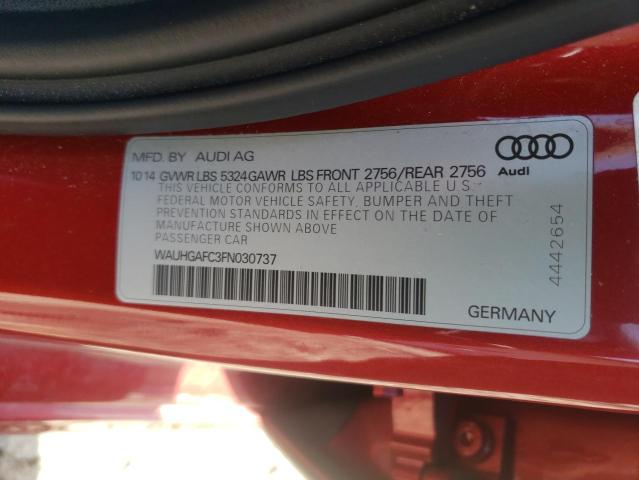 MFD. BY AUDI AG
10 14 GVWR LBS 5324 GAWR LBS FRONT 2756/REAR 2756
THIS VEHICLE CONFORMS TO ALL APPLICABLE U.S.
FEDERAL MOTOR VEHICLE SAFETY, BUMPER AND THEFT
PREVENTION STANDARDS IN EFFECT ON THE DATE OF
MANUFACTURE SHOWN ABOVE
PASSENGER CAR
WAUHGAFC3FN030737
Audi
4442654
GERMANY